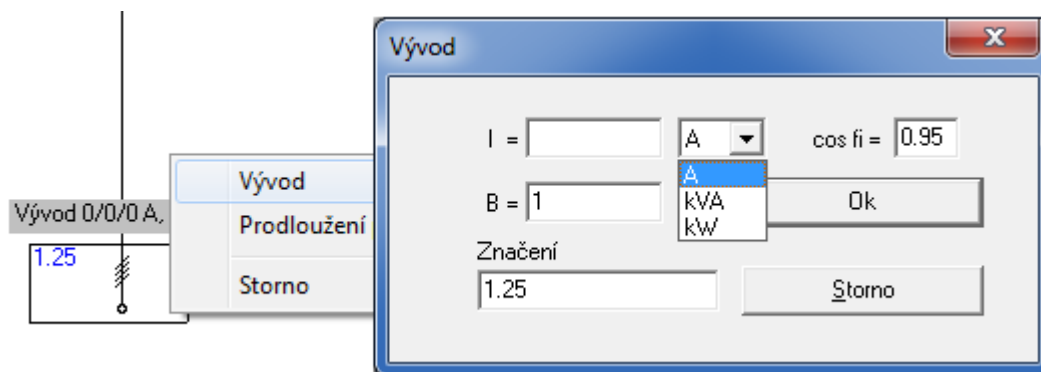 Vývod 0/0/0 A,
1.25
Vývod
Prodloužení
Storno
Vývod
I = A cos fi = 0.95
A
kVA
kW
B = 1 Ok
Značení
1.25 Storno